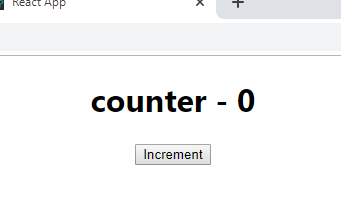 React App
counter - 0
Increment